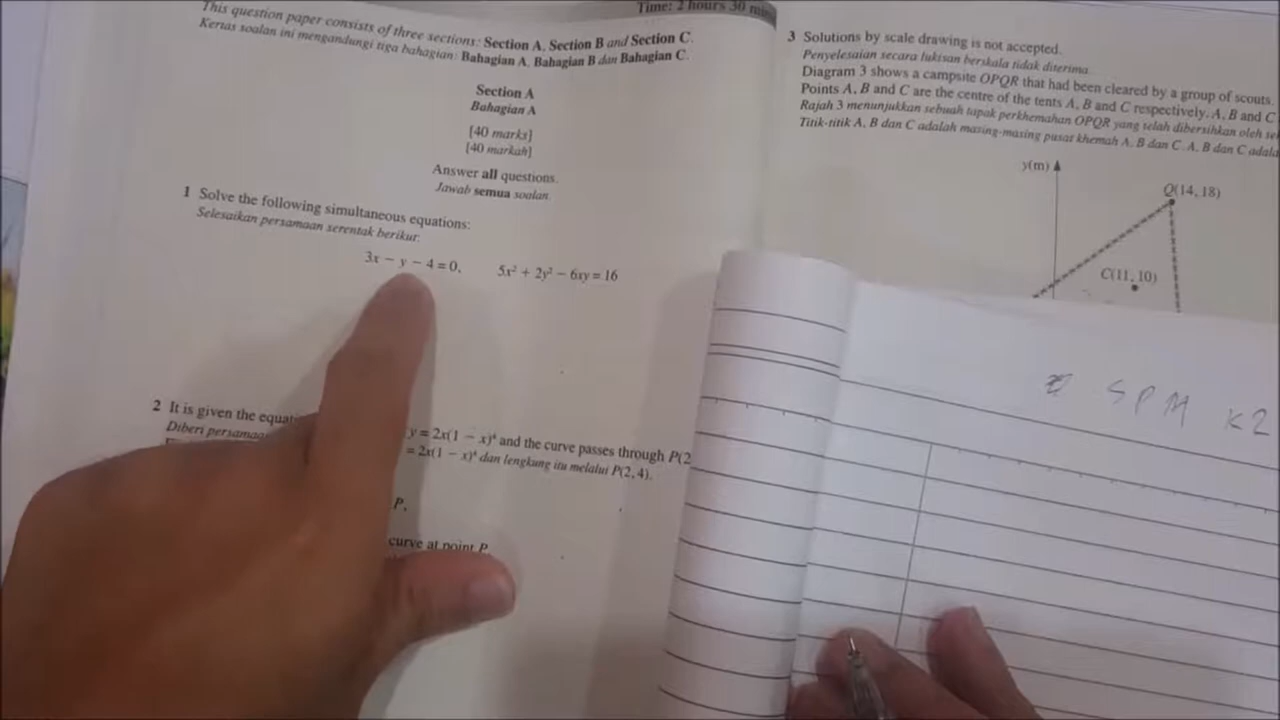 This question paper consists of three sections: Section A, Section B and Section C.
Kertas soalan ini mengandungi tiga bahagian: Bahagian A, Bahagian B dan Bahagian C.
Time: 2 hours 30
Section A
Bahagian A
[40 marks]
[40 markah]
Answer all questions.
Jawab semua soalan.
1 Solve the following simultaneous equations:
Selesaikan persamaan serentak berikut:
3x − y − 4 = 0, 5x² + 2y² − 6xy = 16
2 It is given the
y = 2x(1 − x)⁴ and the curve passes through P(2
Diberi
= 2x(1 − x)⁴ dan lengkung itu melalui P(2, 4).
P,
curve at point P
3 Solutions by scale drawing is not accepted.
Penyelesaian secara lukisan berskala tidak diterima.
Diagram 3 shows a campsite OPQR that had been cleared by a group of scouts.
Points A, B and C are the centre of the tents A, B and C respectively. A, B and C
Rajah 3 menunjukkan sebuah tapak perkhemahan OPQR yang telah dibersihkan oleh
Titik-titik A, B dan C adalah masing-masing pusat khemah A, B dan C. A, B dan C
y(m)
Q(14, 18)
C(11, 10)
SPM K2